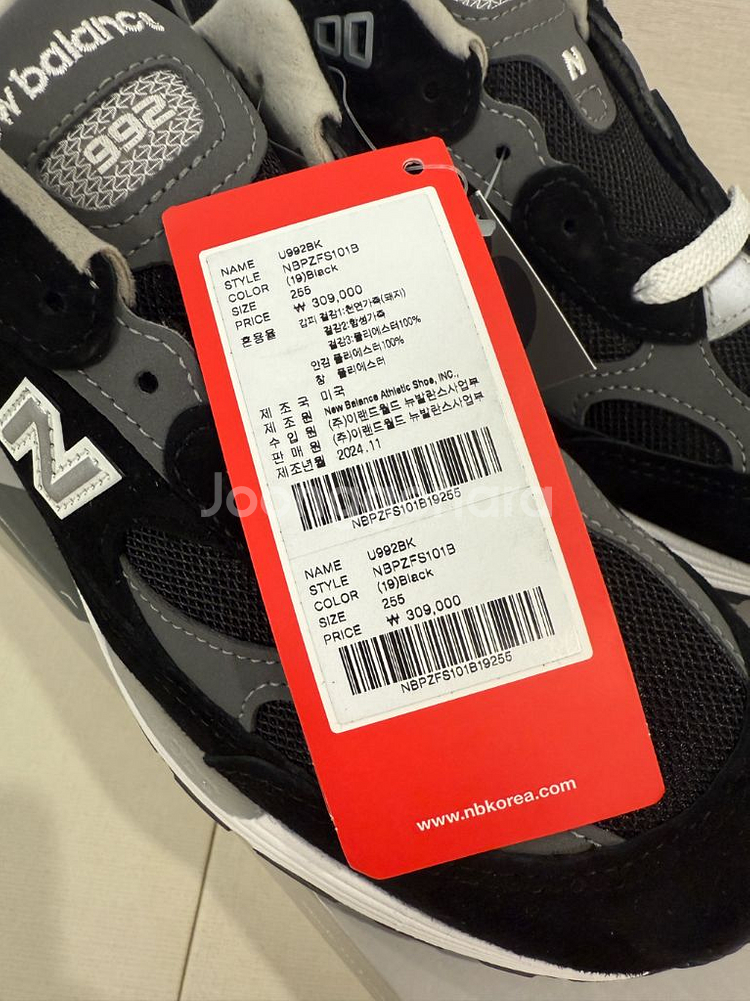 new balance
992
N
N
NAME U992BK
STYLE NBPZFS101B
COLOR (19)Black
SIZE 255
PRICE ₩ 309,000
혼용율 갑피 겉감1:천연가죽(돼지)
겉감2:합성가죽
겉감3:폴리에스터100%
안감 폴리에스터100%
창 폴리에스터
제 조 국 미국
제 조 원 New Balance Athletic Shoe, INC.,
수 입 원 (주)이랜드월드 뉴발란스사업부
판 매 원 (주)이랜드월드 뉴발란스사업부
제조년월 2024.11
NBPZFS101B19255
NAME U992BK
STYLE NBPZFS101B
COLOR (19)Black
SIZE 255
PRICE ₩ 309,000
NBPZFS101B19255
www.nbkorea.com
Joonggonara